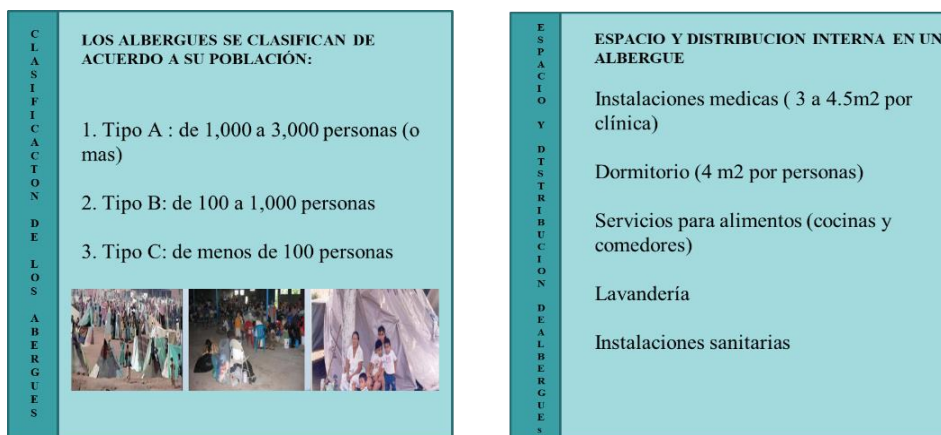 CLASIFICACTON DE LOS ABERGUES
LOS ALBERGUES SE CLASIFICAN DE
ACUERDO A SU POBLACIÓN:
1. Tipo A : de 1,000 a 3,000 personas (o
mas)
2. Tipo B: de 100 a 1,000 personas
3. Tipo C: de menos de 100 personas
ESPACIO Y DTSTRIBUCION DEALBERGUEs
ESPACIO Y DISTRIBUCION INTERNA EN UN
ALBERGUE
Instalaciones medicas ( 3 a 4.5m2 por
clínica)
Dormitorio (4 m2 por personas)
Servicios para alimentos (cocinas y
comedores)
Lavandería
Instalaciones sanitarias